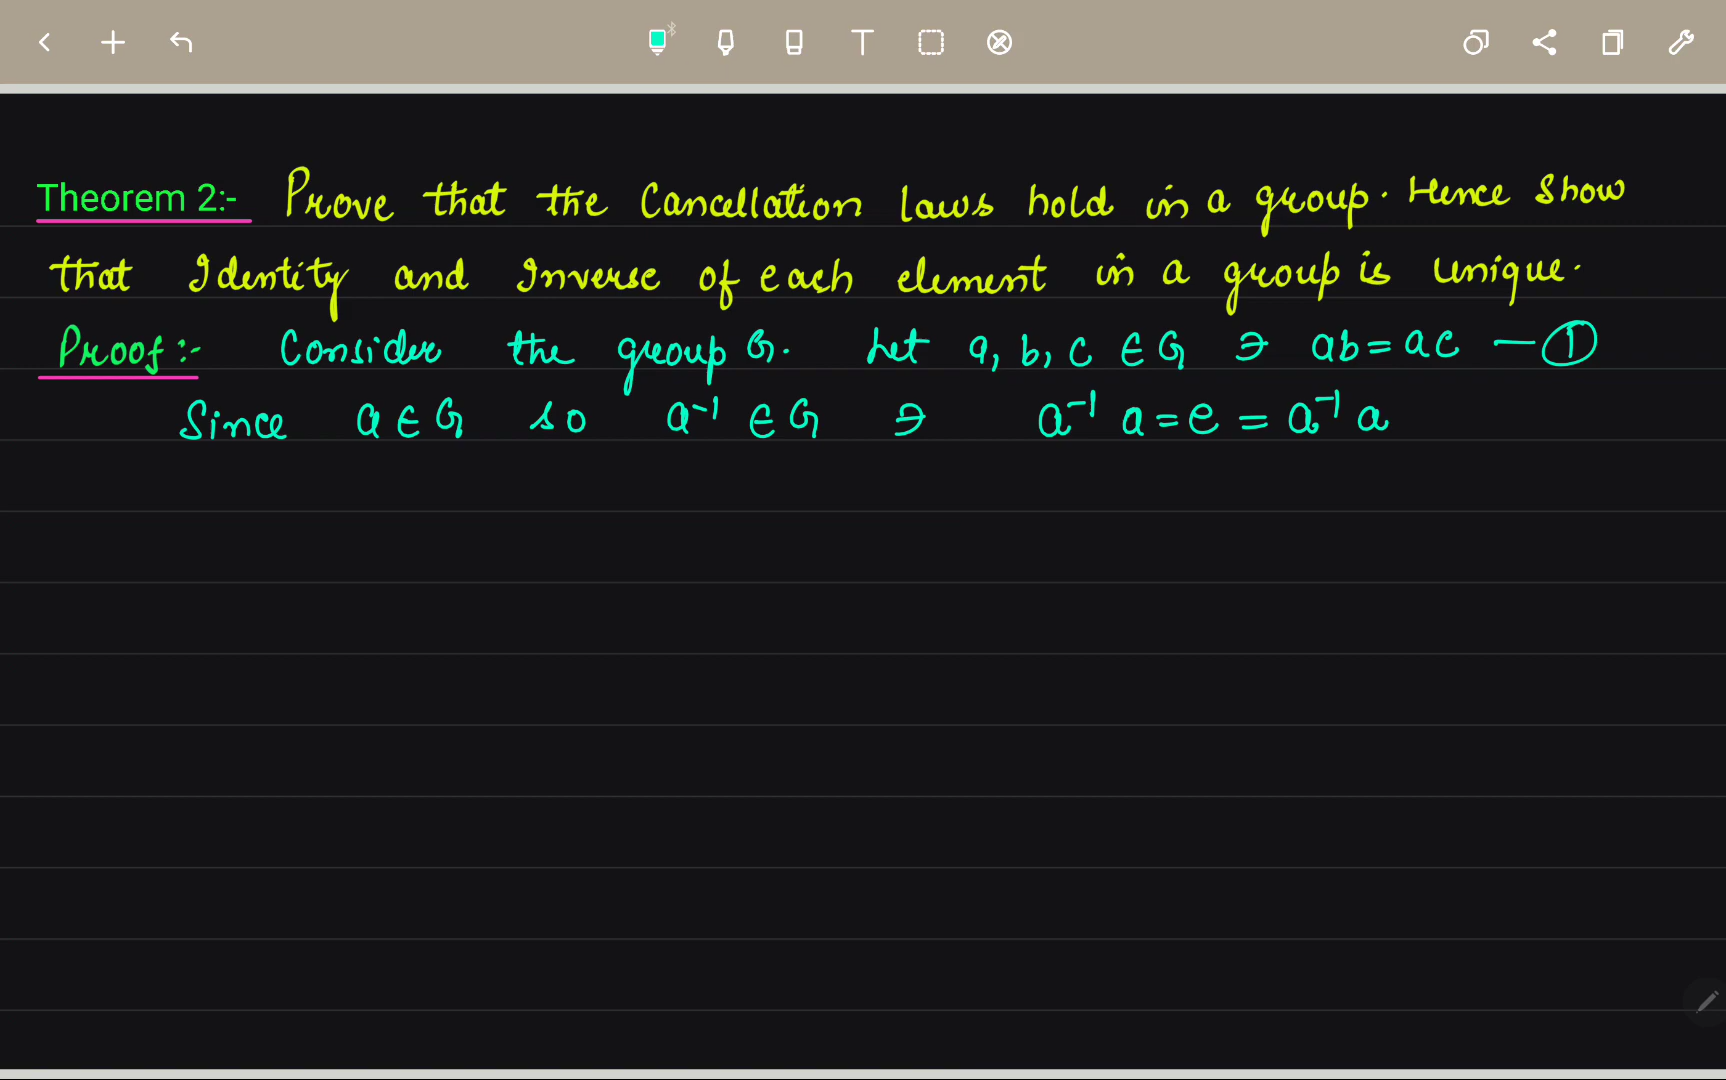 Theorem 2:- Prove that the Cancellation laws hold in a group. Hence Show
that Identity and Inverse of each element in a group is unique.
Proof :- Consider the group G. Let a, b, c ∈ G ∋ ab = ac — ①
Since a ∈ G so a⁻¹ ∈ G ∋ a⁻¹ a = e = a⁻¹ a